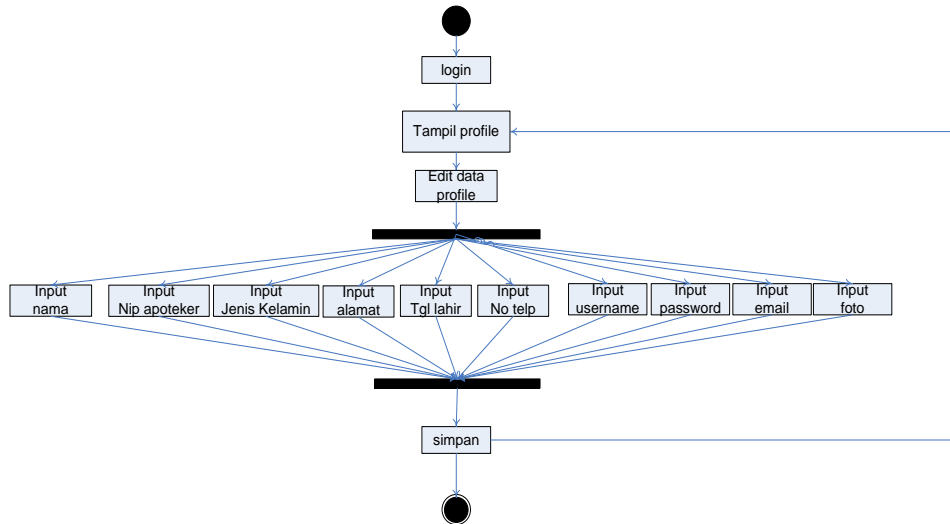 login
Tampil profile
Edit data
profile
Input
nama
Input
Nip apoteker
Input
Jenis Kelamin
Input
alamat
Input
Tgl lahir
Input
No telp
Input
username
Input
password
Input
email
Input
foto
simpan